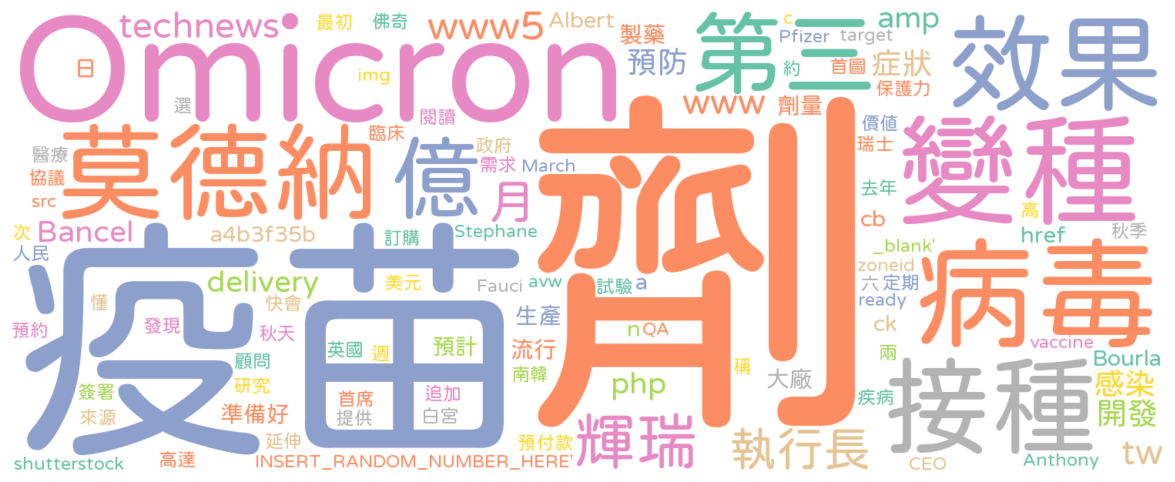 technews
最初
佛奇
www5
Albert
製藥
第三
c
amp
Pfizer
target
效果
Omicron
日
img
選
閱讀
預防
約
首圖
症狀
保護力
www
劑量
莫德納
臨床
億
政府
需求
March
月
劑
價值
瑞士
變種
醫療
協議
src
去年
cb
高
次
Bancel
a4b3f35b
訂購
Stephane
href
秋季
人民
疫苗
_blank'
delivery
美元
Fauci
avw
試驗
a
zoneid
六
定期
病毒
懂
快會
生產
ready
預約
發現
秋天
n
QA
ck
vaccine
英國
週
預計
流行
兩
顧問
南韓
稱
接種
Bourla
簽署
研究
首席
追加
php
大廠
疾病
感染
來源
準備好
提供
白宮
輝瑞
執行長
開發
延伸
預付款
shutterstock
高達
INSERT_RANDOM_NUMBER_HERE'
CEO
Anthony
tw